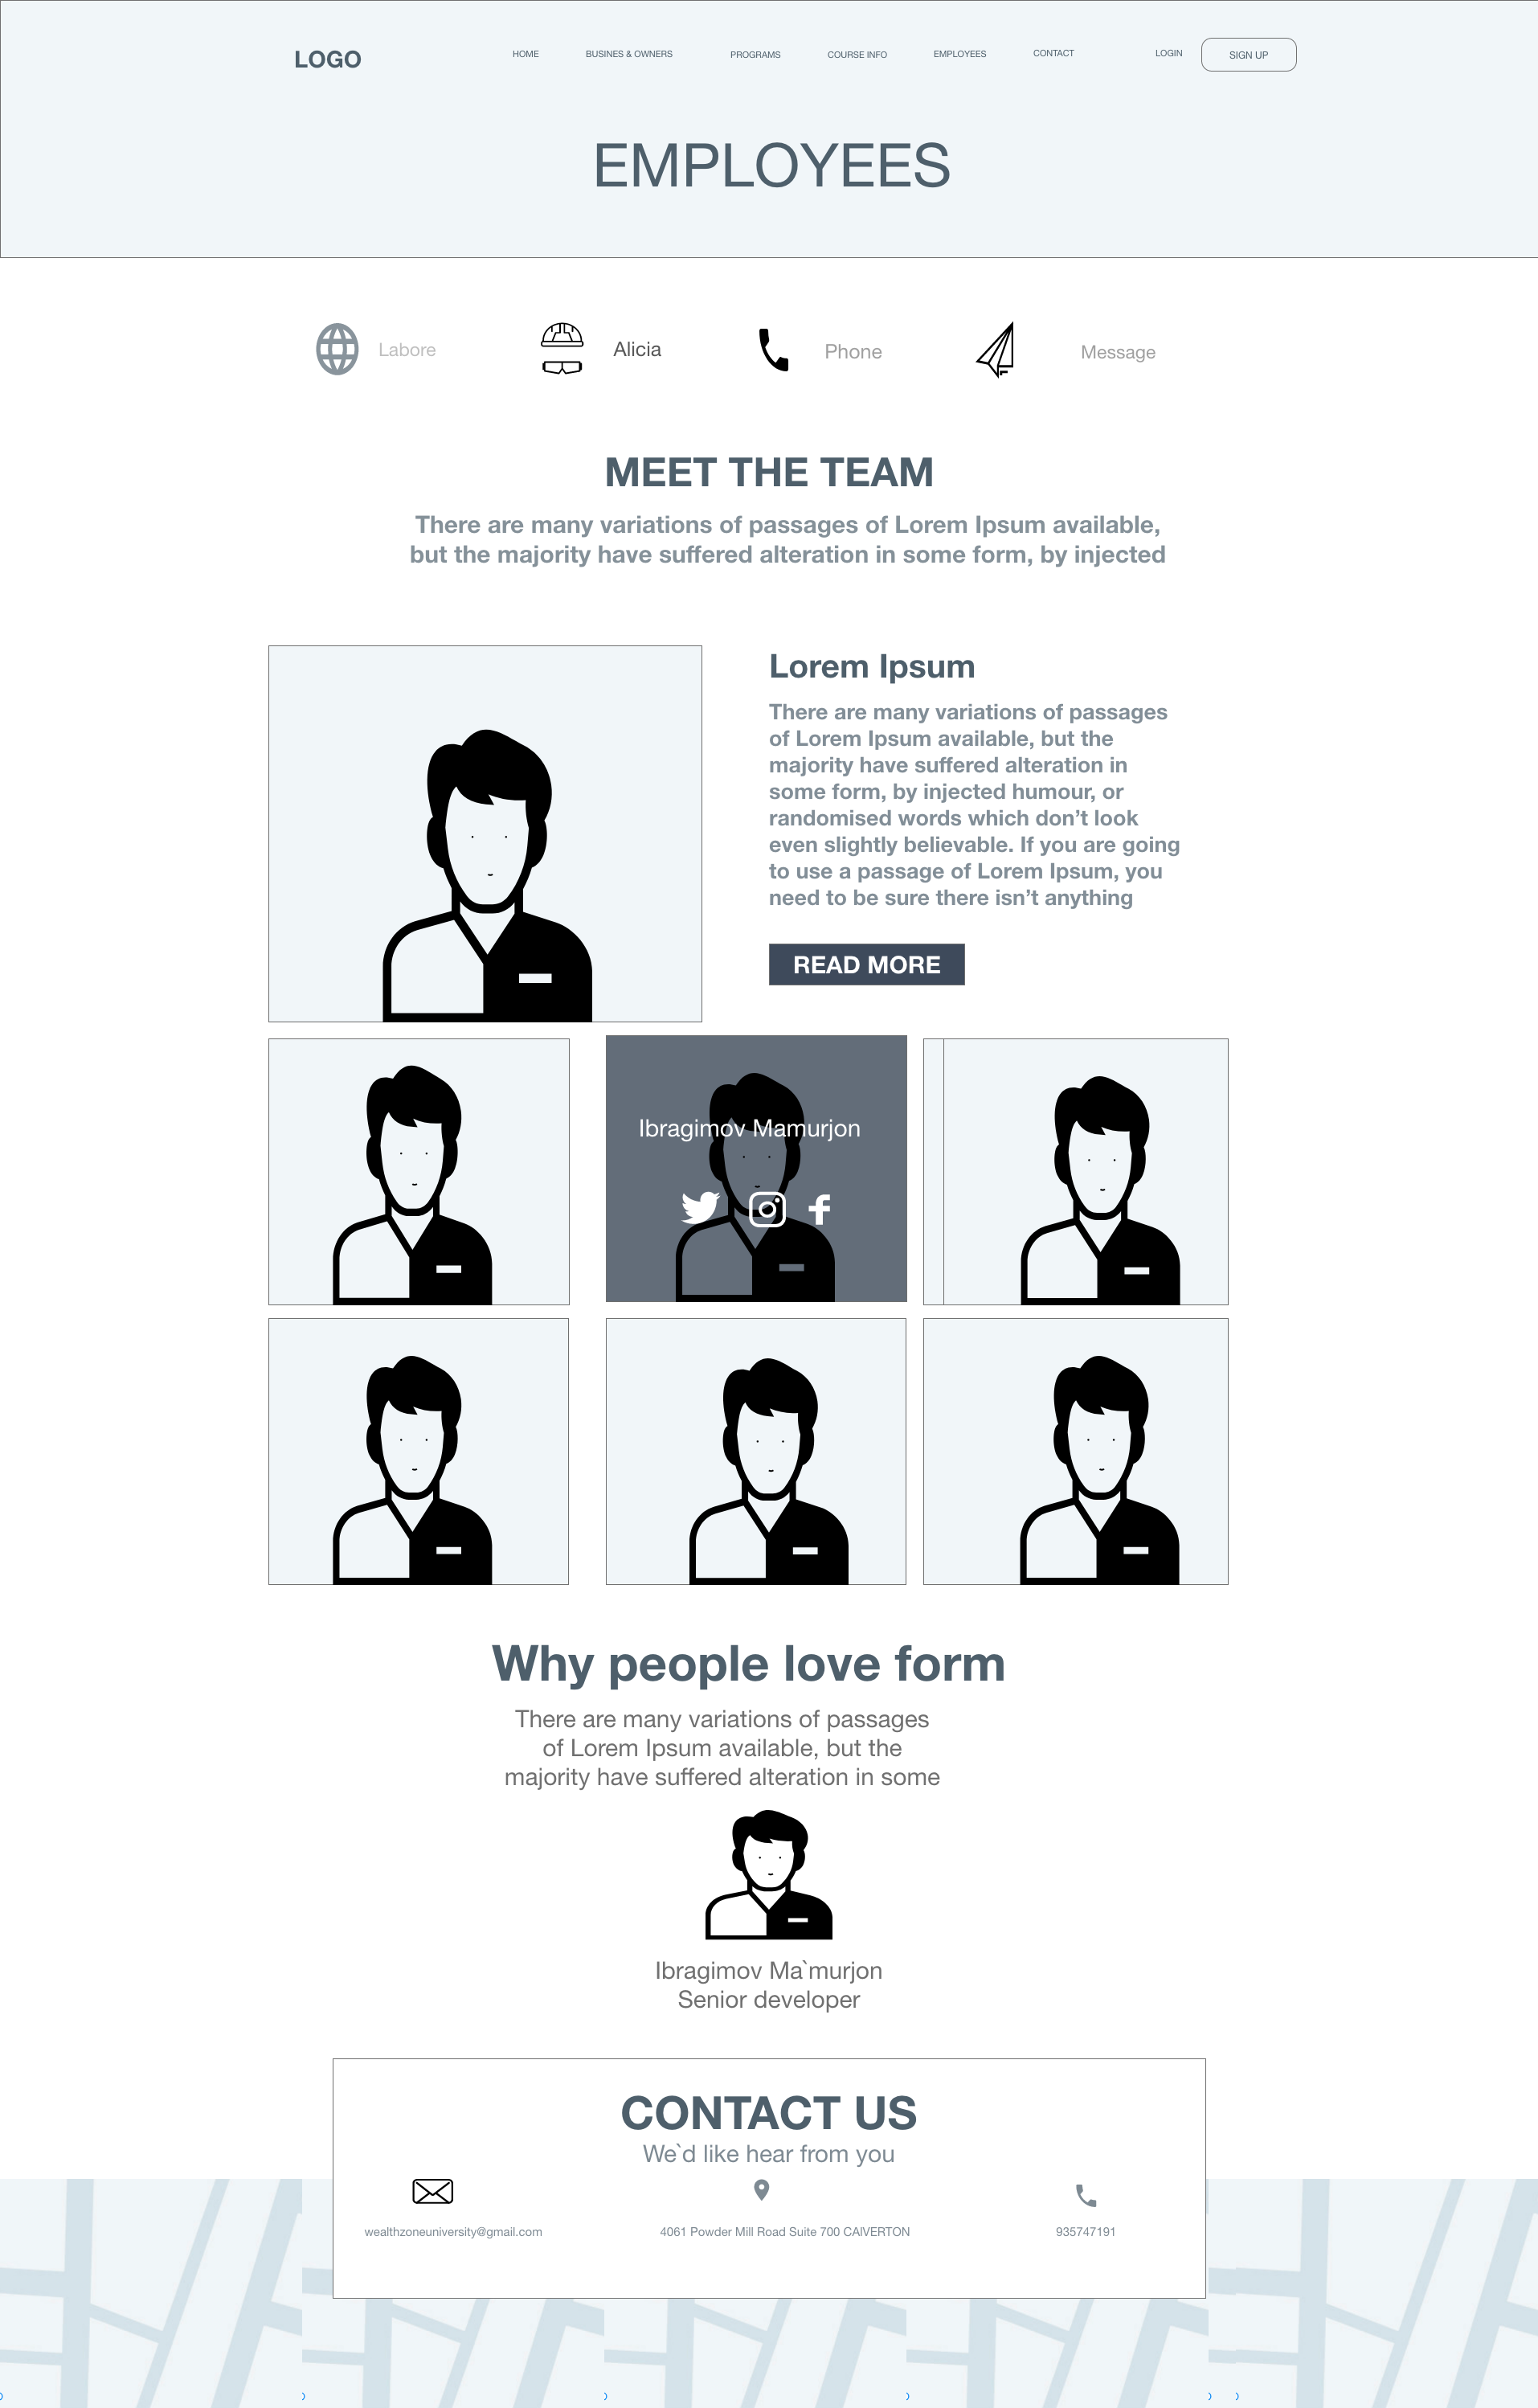 LOGO
HOME
BUSINES & OWNERS
PROGRAMS
COURSE INFO
EMPLOYEES
CONTACT
LOGIN
SIGN UP
EMPLOYEES
Labore
Alicia
Phone
Message
MEET THE TEAM
There are many variations of passages of Lorem Ipsum available,
but the majority have suffered alteration in some form, by injected
Lorem Ipsum
There are many variations of passages
of Lorem Ipsum available, but the
majority have suffered alteration in
some form, by injected humour, or
randomised words which don’t look
even slightly believable. If you are going
to use a passage of Lorem Ipsum, you
need to be sure there isn’t anything
READ MORE
Ibragimov Mamurjon
Why people love form
There are many variations of passages
of Lorem Ipsum available, but the
majority have suffered alteration in some
Ibragimov Ma`murjon
Senior developer
CONTACT US
We`d like hear from you
wealthzoneuniversity@gmail.com
4061 Powder Mill Road Suite 700 CAlVERTON
935747191